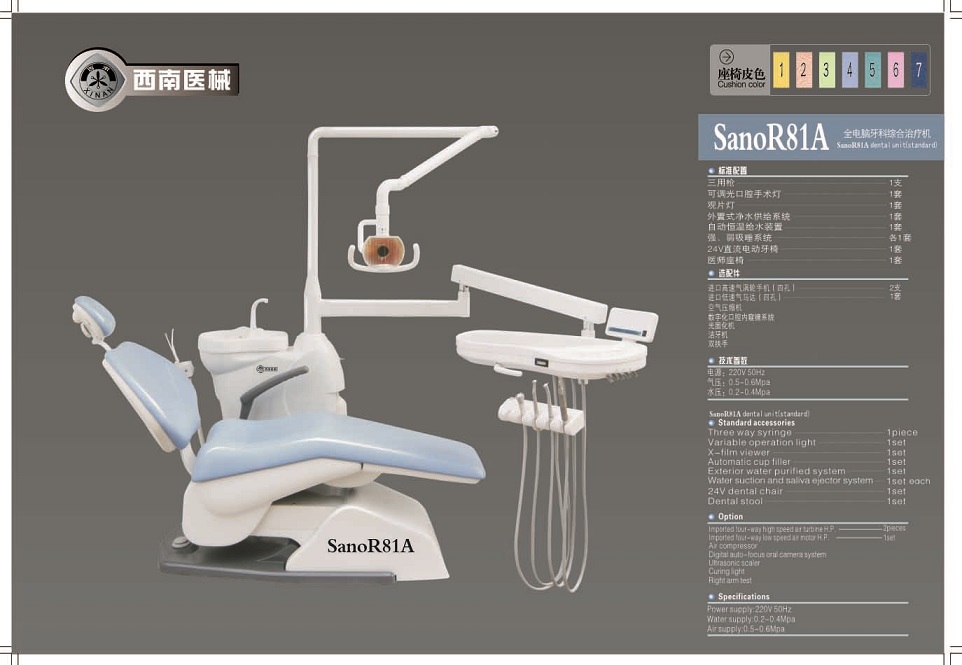 XINAN
西南医械
座椅皮色
Cushion color
1 2 3 4 5 6 7
SanoR81A
全电脑牙科综合治疗机
SanoR81A dental unit(standard)
标准配置
三用枪 1支
可调光口腔手术灯 1套
观片灯 1套
外置式净水供给系统 1套
自动恒温给水装置 1套
强、弱吸唾系统 各1套
24V直流电动牙椅 1套
医师座椅 1套
选配件
进口高速气涡轮手机(四孔) 2支
进口低速气马达(四孔) 1套
空气压缩机
数字化口腔内窥镜系统
光固化机
洁牙机
双扶手
技术参数
电源：220V 50Hz
气压：0.5-0.6Mpa
水压：0.2-0.4Mpa
SanoR81A dental unit(standard)
Standard accessories
Three way syringe 1piece
Variable operation light 1set
X-film viewer 1set
Automatic cup filler 1set
Exterior water purified system 1set
Water suction and saliva ejector system 1set each
24V dental chair 1set
Dental stool 1set
Option
Imported four-way high speed air turbine H.P. 2pieces
Imported four-way low speed air motor H.P. 1set
Air compressor
Digital auto-focus oral camera system
Ultrasonic scaler
Curing light
Right arm test
Specifications
Power supply:220V 50Hz
Water supply:0.2-0.4Mpa
Air supply:0.5-0.6Mpa
SanoR81A